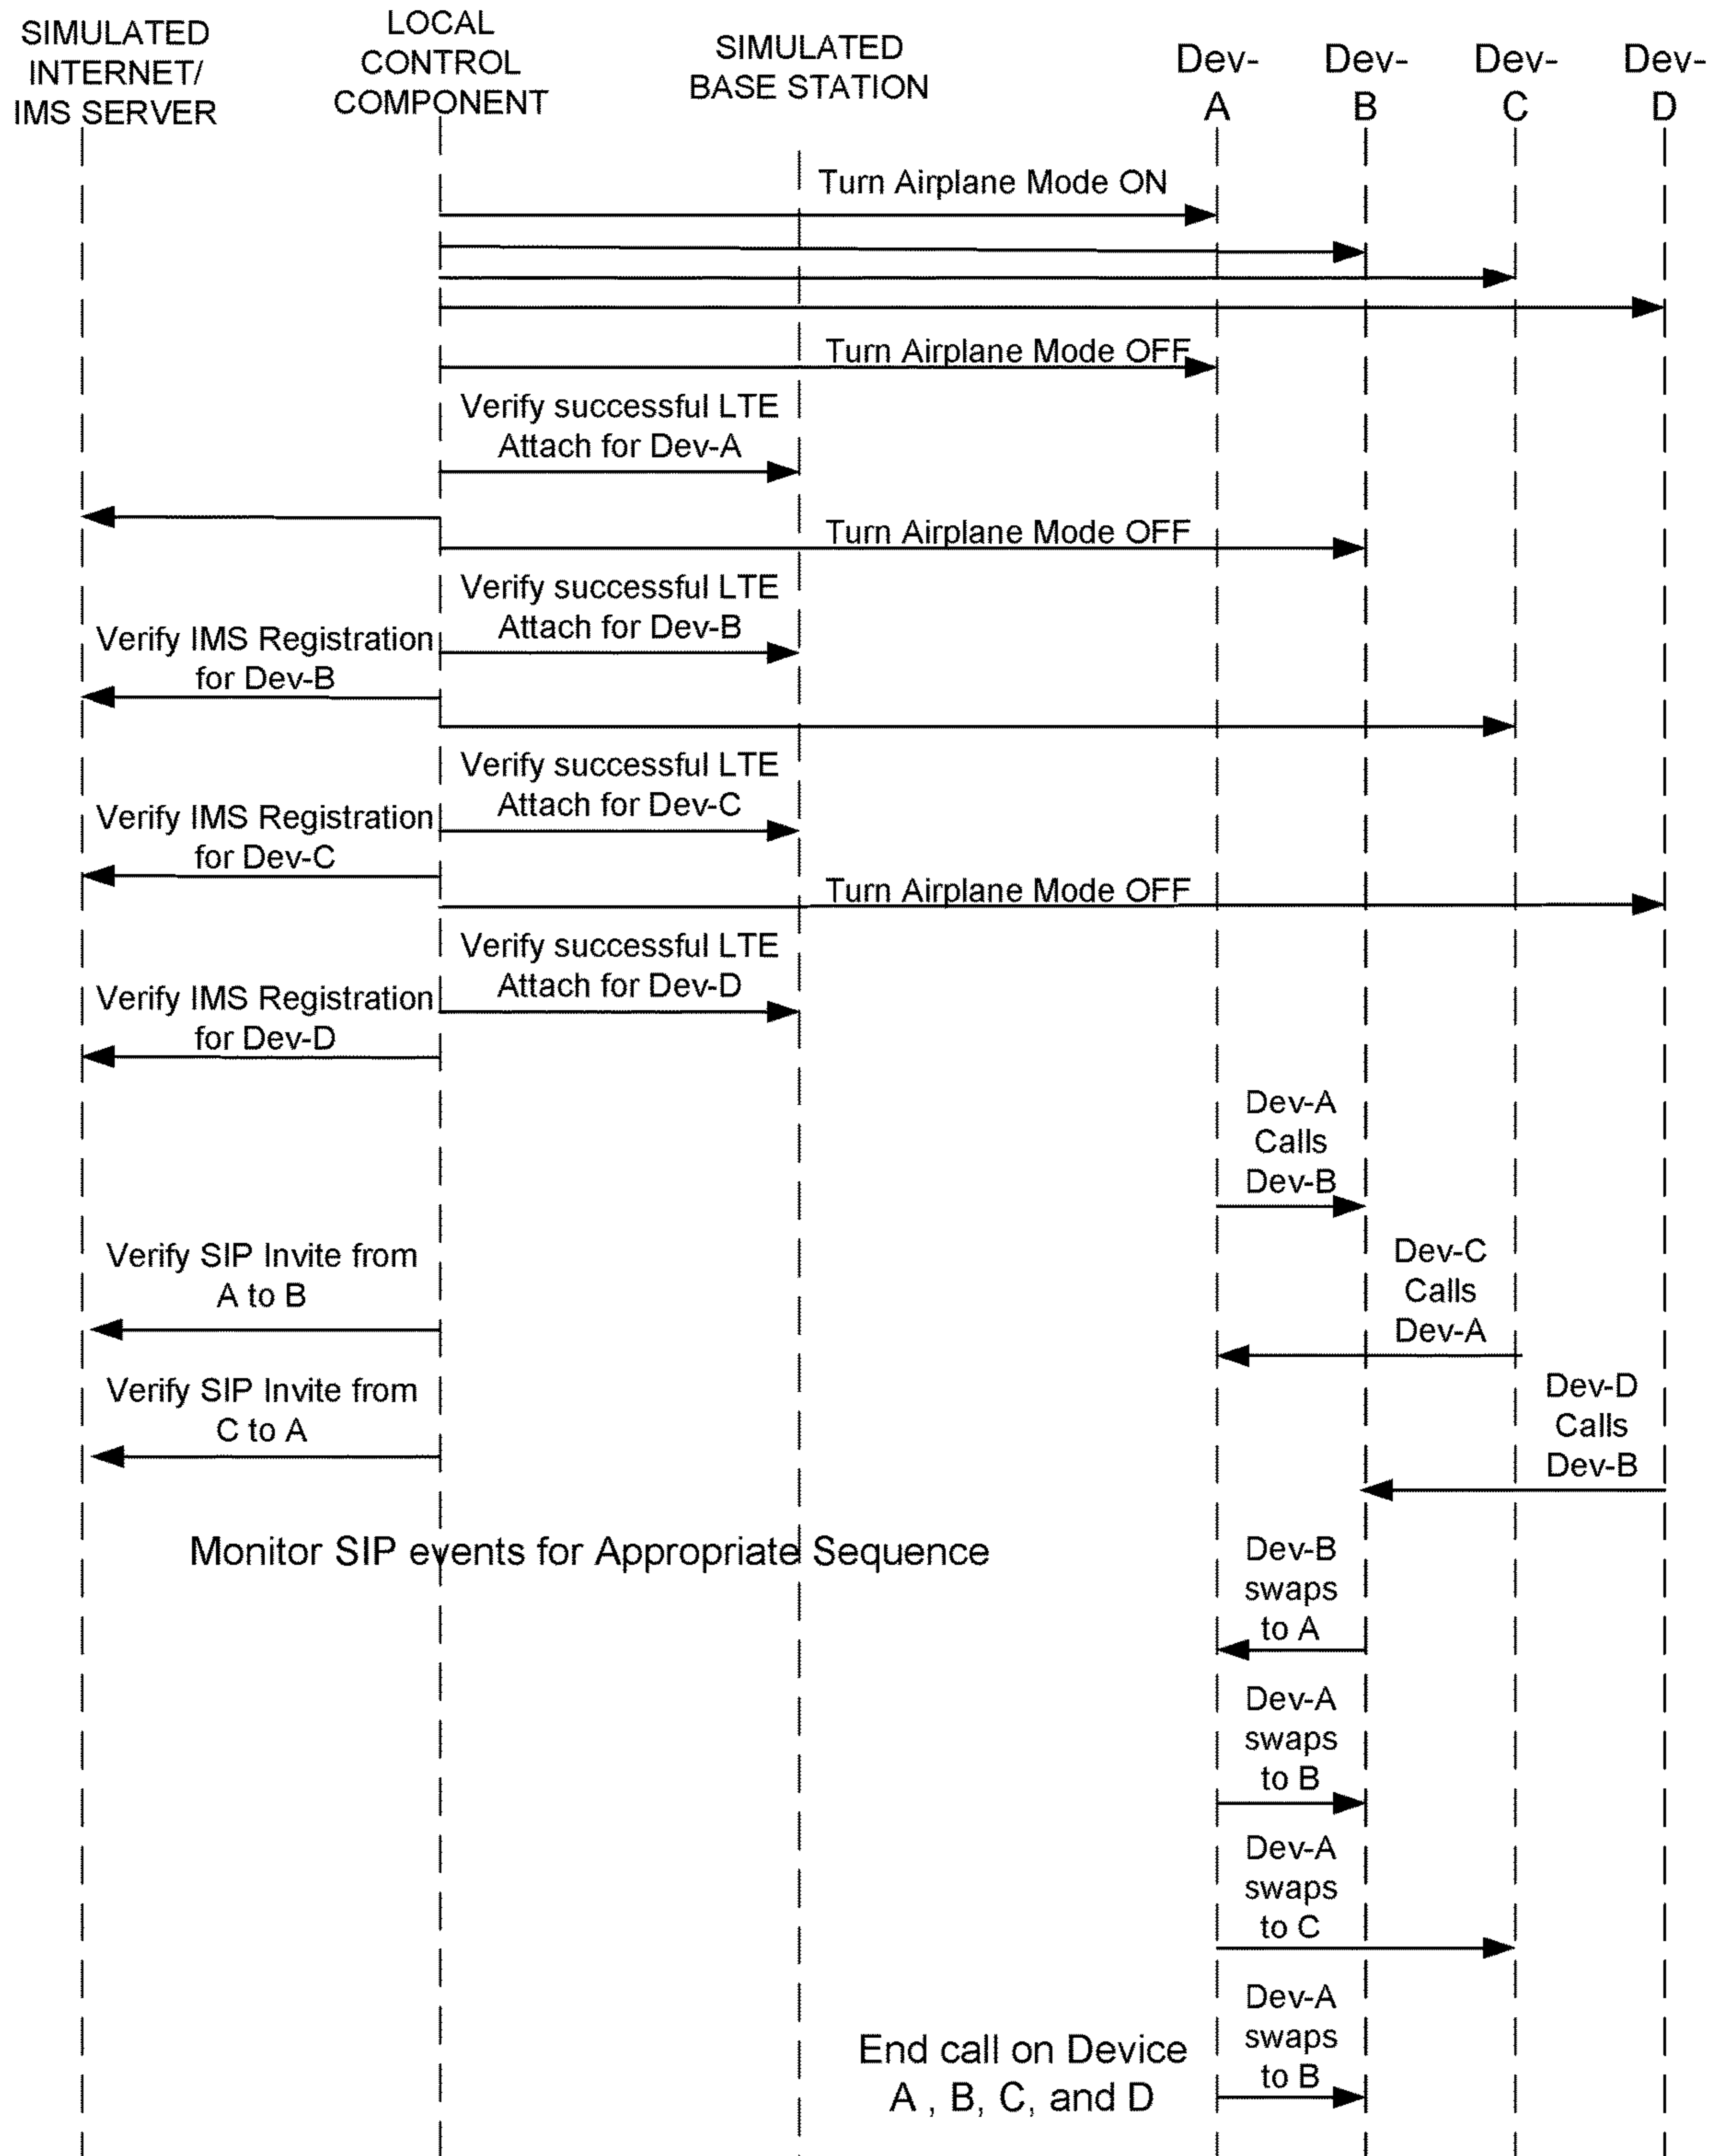 SIMULATED
INTERNET/
IMS SERVER
LOCAL
CONTROL
COMPONENT
SIMULATED
BASE STATION
Dev-
A
Dev-
B
Dev-
C
Dev-
D
Turn Airplane Mode ON
Turn Airplane Mode OFF
Verify successful LTE
Attach for Dev-A
Turn Airplane Mode OFF
Verify successful LTE
Attach for Dev-B
Verify IMS Registration
for Dev-B
Verify successful LTE
Attach for Dev-C
Verify IMS Registration
for Dev-C
Turn Airplane Mode OFF
Verify successful LTE
Attach for Dev-D
Verify IMS Registration
for Dev-D
Dev-A
Calls
Dev-B
Verify SIP Invite from
A to B
Dev-C
Calls
Dev-A
Verify SIP Invite from
C to A
Dev-D
Calls
Dev-B
Monitor SIP events for Appropriate Sequence
Dev-B
swaps
to A
Dev-A
swaps
to B
Dev-A
swaps
to C
Dev-A
swaps
to B
End call on Device
A , B, C, and D